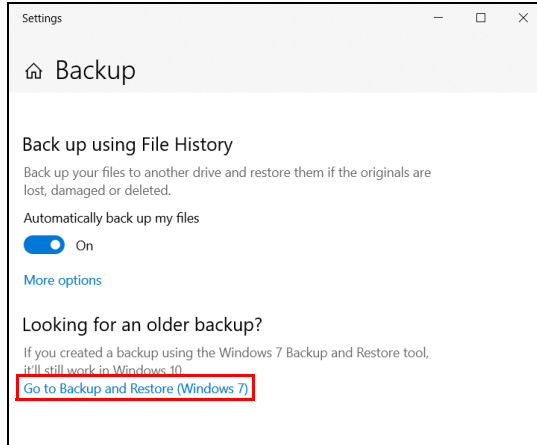 Settings
Backup
Back up using File History
Back up your files to another drive and restore them if the originals are
lost, damaged or deleted.
Automatically back up my files
On
More options
Looking for an older backup?
If you created a backup using the Windows 7 Backup and Restore tool,
it'll still work in Windows 10.
Go to Backup and Restore (Windows 7)